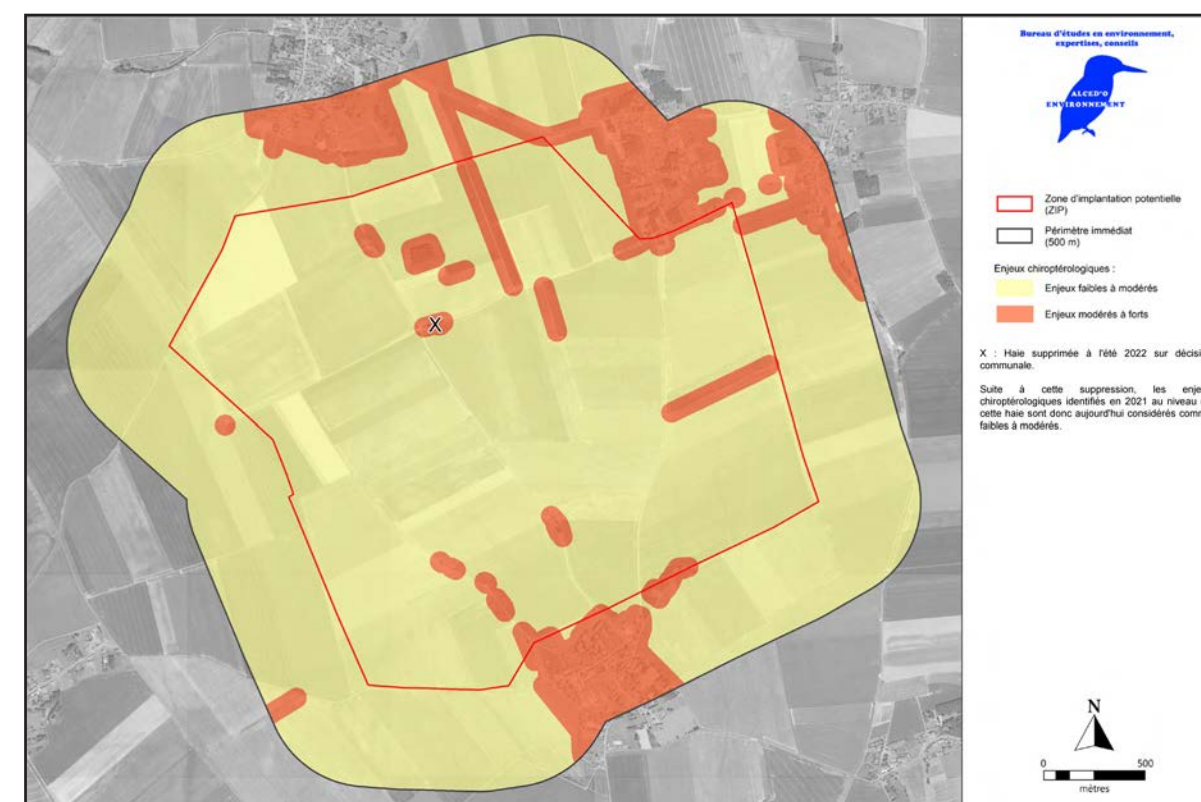 Bureau d'études en environnement,
expertises, conseils
ALCED'O
ENVIRONNEMENT
Zone d'implantation potentielle
(ZIP)
Périmètre immédiat
(500 m)
Enjeux chiroptérologiques :
Enjeux faibles à modérés
Enjeux modérés à forts
X
X : Haie supprimée à l'été 2022 sur décisi
communale.
Suite à cette suppression, les enje
chiroptérologiques identifiés en 2021 au niveau
cette haie sont donc aujourd'hui considérés comm
faibles à modérés.
N
0 500
mètres